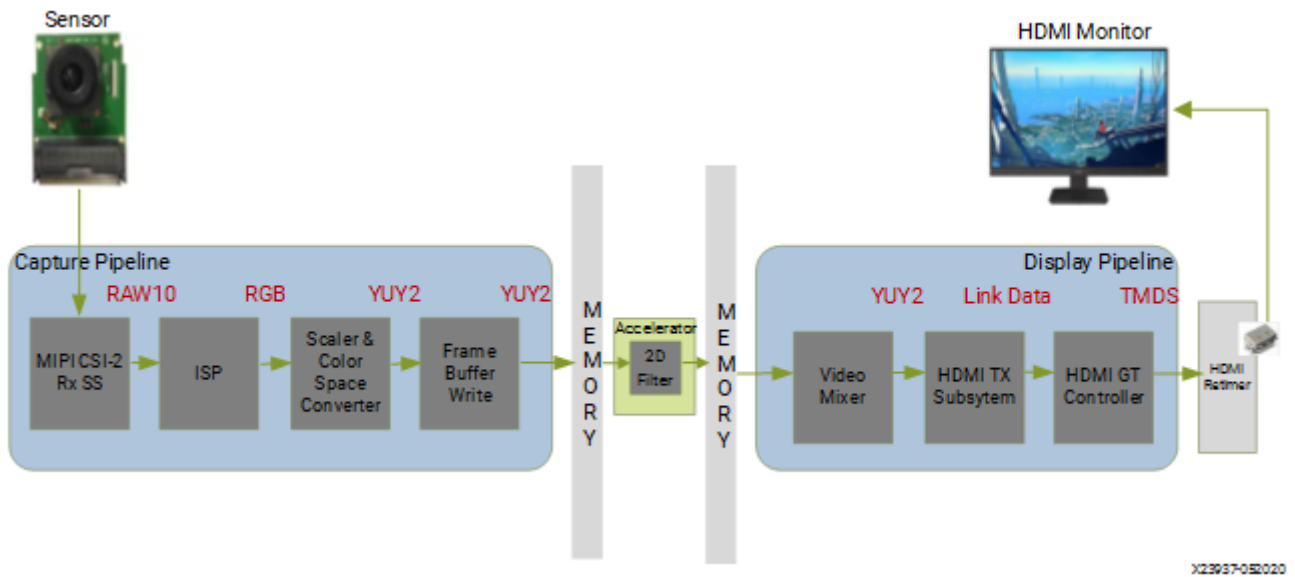 Sensor
HDMI Monitor
Capture Pipeline
RAW10
RGB
YUY2
YUY2
MIPI CSI-2
Rx SS
ISP
Scaler &
Color
Space
Converter
Frame
Buffer
Write
M
E
M
O
R
Y
Accelerator
2D
Filter
M
E
M
O
R
Y
Display Pipeline
YUY2
Link Data
TMDS
Video
Mixer
HDMI TX
Subsytem
HDMI GT
Controller
HDMI
Retimer
X23937-052020